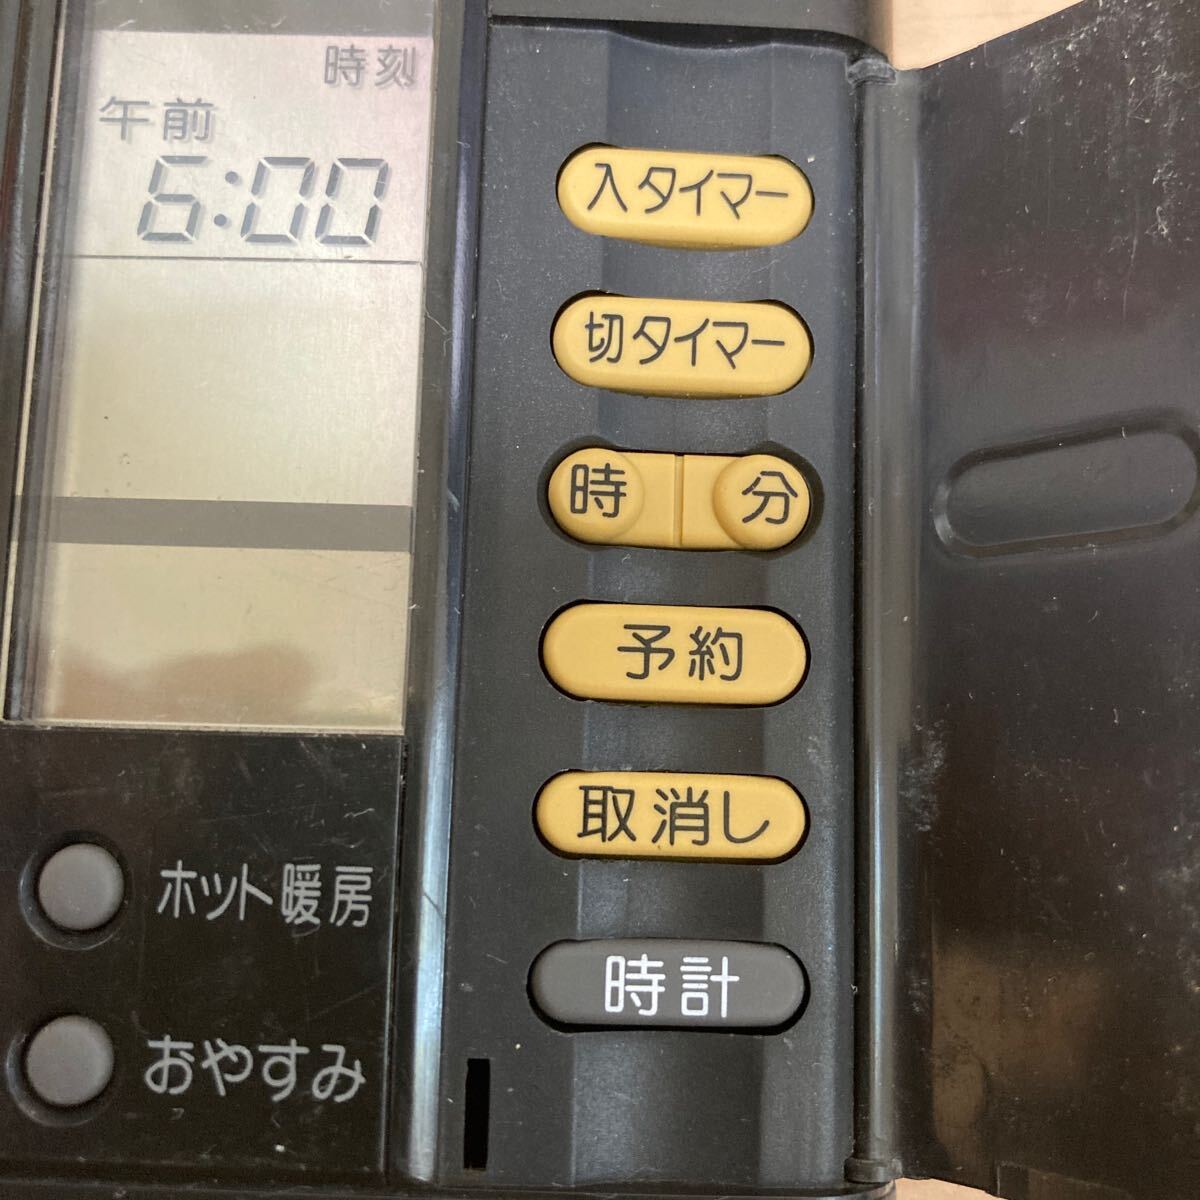 時刻
午前
6:00
入タイマー
切タイマー
時 分
予約
取消し
時計
ホット暖房
おやすみ